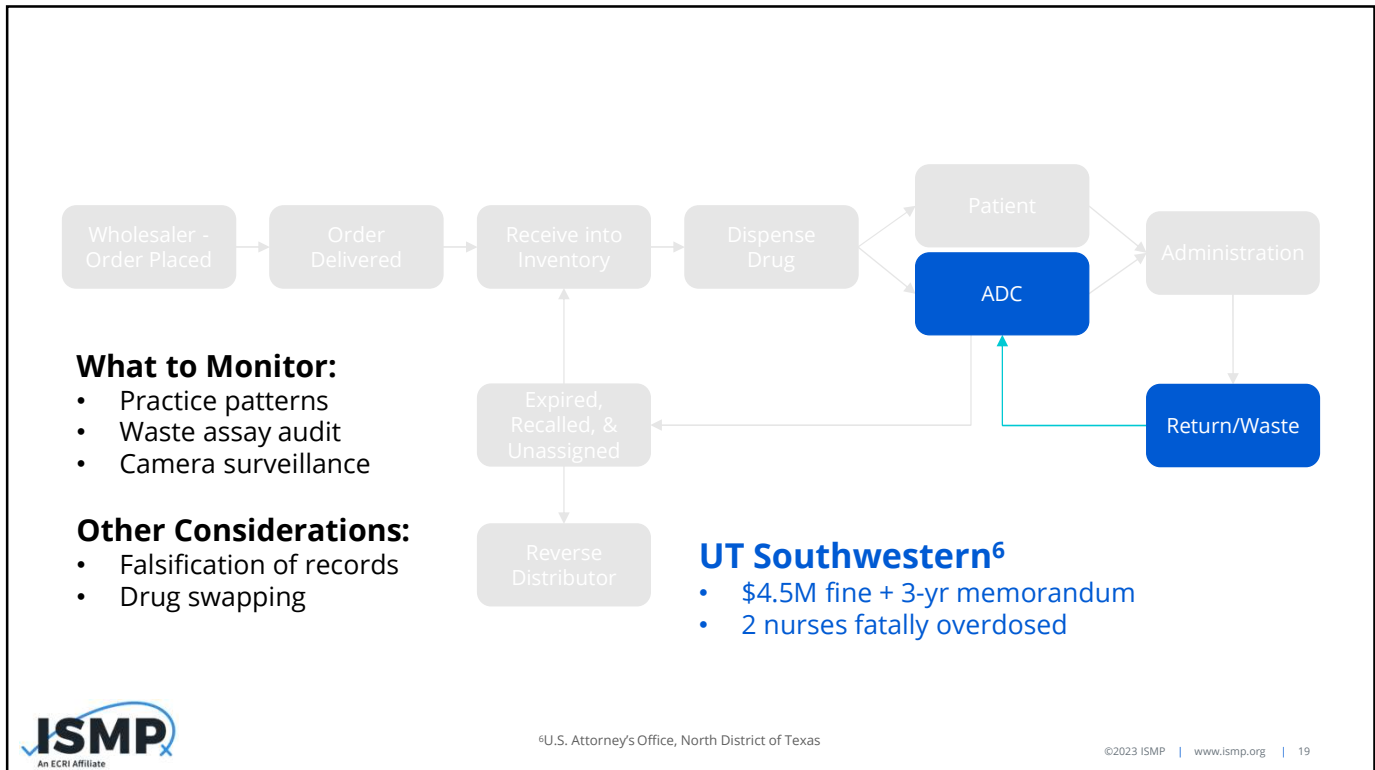 Wholesaler -
Order Placed
Order
Delivered
Receive into
Inventory
Dispense
Drug
Patient
ADC
Administration
Return/Waste
Expired,
Recalled, &
Unassigned
Reverse
Distributor
What to Monitor:
• Practice patterns
• Waste assay audit
• Camera surveillance
Other Considerations:
• Falsification of records
• Drug swapping
UT Southwestern⁶
• $4.5M fine + 3-yr memorandum
• 2 nurses fatally overdosed
ISMP
An ECRI Affiliate
⁶U.S. Attorney's Office, North District of Texas
©2023 ISMP | www.ismp.org | 19